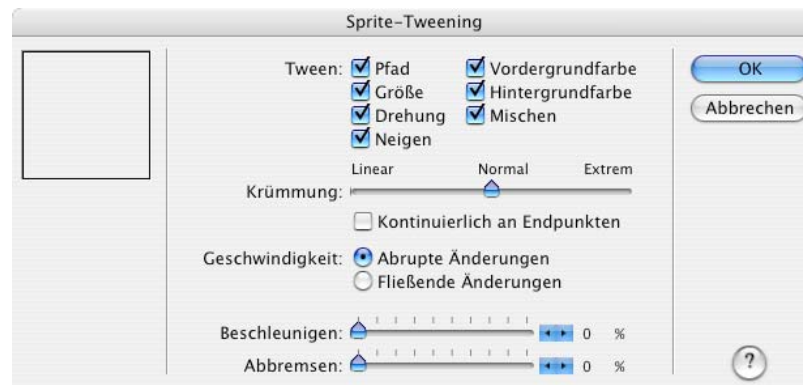 Sprite-Tweening
Tween: Pfad Vordergrundfarbe OK
Größe Hintergrundfarbe
Drehung Mischen Abbrechen
Neigen
Linear Normal Extrem
Krümmung:
Kontinuierlich an Endpunkten
Geschwindigkeit: Abrupte Änderungen
Fließende Änderungen
Beschleunigen: 0 %
Abbremsen: 0 %
?